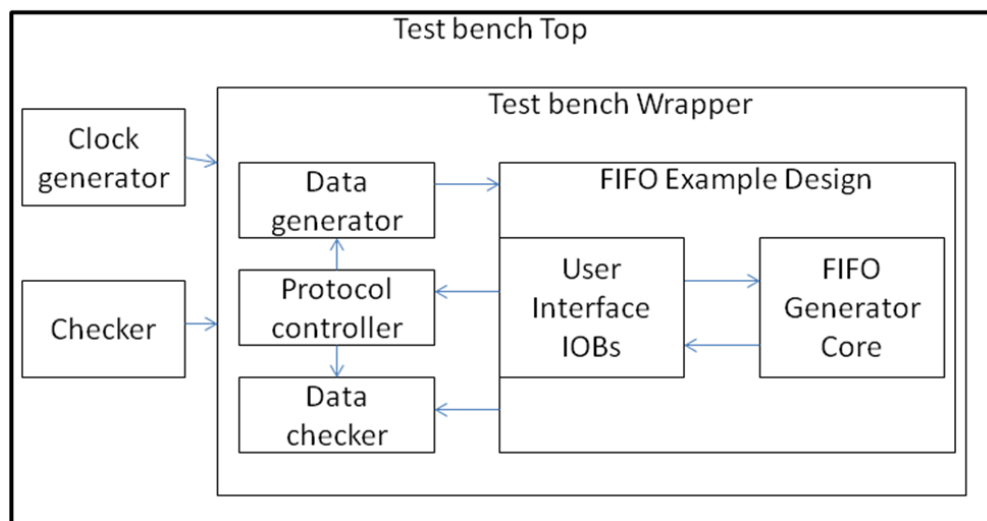 Test bench Top
Test bench Wrapper
Clock
generator
Data
generator
FIFO Example Design
User
Interface
IOBs
FIFO
Generator
Core
Protocol
controller
Checker
Data
checker